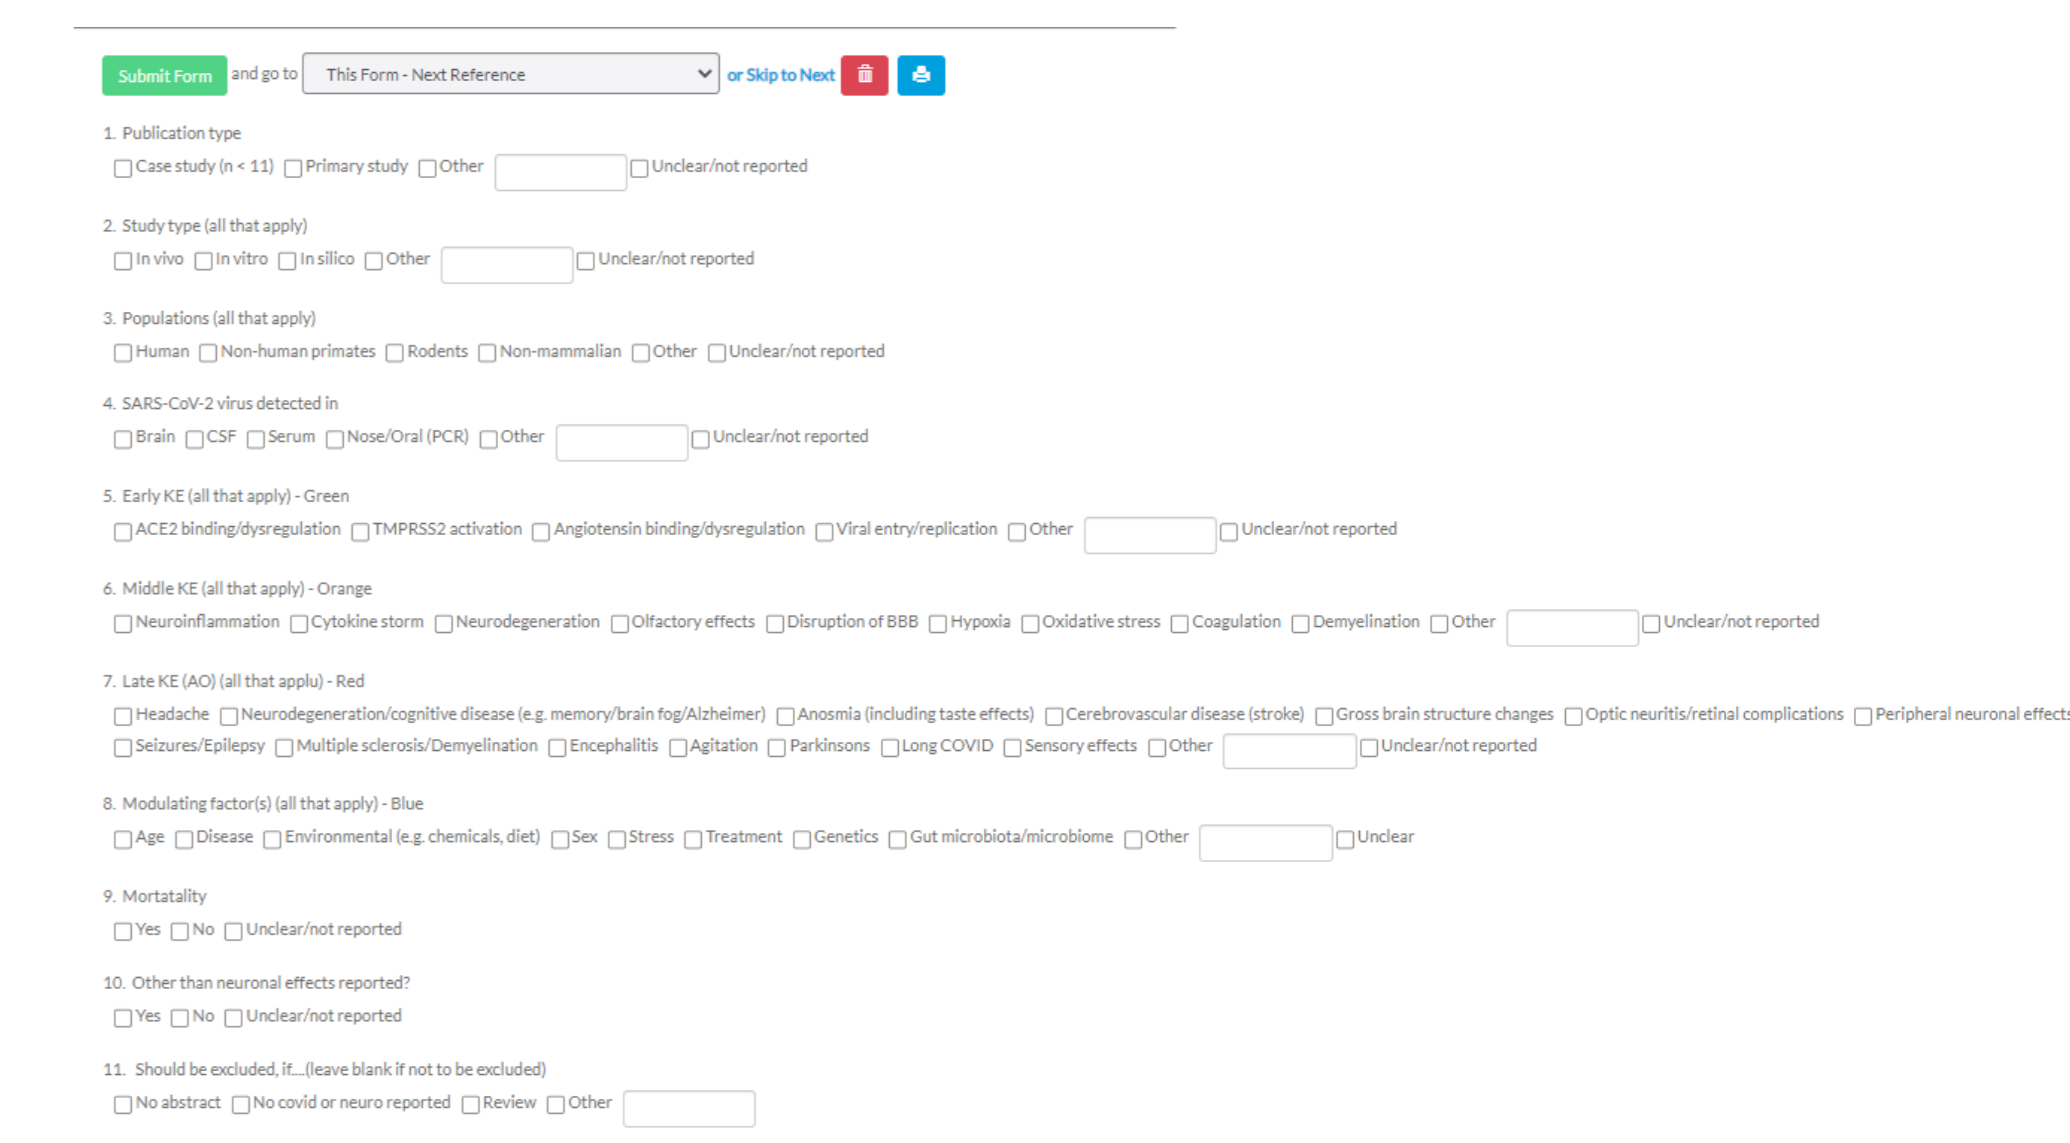 Submit Form and go to This Form - Next Reference or Skip to Next
1. Publication type
Case study (n < 11) Primary study Other Unclear/not reported
2. Study type (all that apply)
In vivo In vitro In silico Other Unclear/not reported
3. Populations (all that apply)
Human Non-human primates Rodents Non-mammalian Other Unclear/not reported
4. SARS-CoV-2 virus detected in
Brain CSF Serum Nose/Oral (PCR) Other Unclear/not reported
5. Early KE (all that apply) - Green
ACE2 binding/dysregulation TMPRSS2 activation Angiotensin binding/dysregulation Viral entry/replication Other Unclear/not reported
6. Middle KE (all that apply) - Orange
Neuroinflammation Cytokine storm Neurodegeneration Olfactory effects Disruption of BBB Hypoxia Oxidative stress Coagulation Demyelination Other Unclear/not reported
7. Late KE (AO) (all that applu) - Red
Headache Neurodegeneration/cognitive disease (e.g. memory/brain fog/Alzheimer) Anosmia (including taste effects) Cerebrovascular disease (stroke) Gross brain structure changes Optic neuritis/retinal complications Peripheral neuronal effects
Seizures/Epilepsy Multiple sclerosis/Demyelination Encephalitis Agitation Parkinsons Long COVID Sensory effects Other Unclear/not reported
8. Modulating factor(s) (all that apply) - Blue
Age Disease Environmental (e.g. chemicals, diet) Sex Stress Treatment Genetics Gut microbiota/microbiome Other Unclear
9. Mortatality
Yes No Unclear/not reported
10. Other than neuronal effects reported?
Yes No Unclear/not reported
11. Should be excluded, if....(leave blank if not to be excluded)
No abstract No covid or neuro reported Review Other